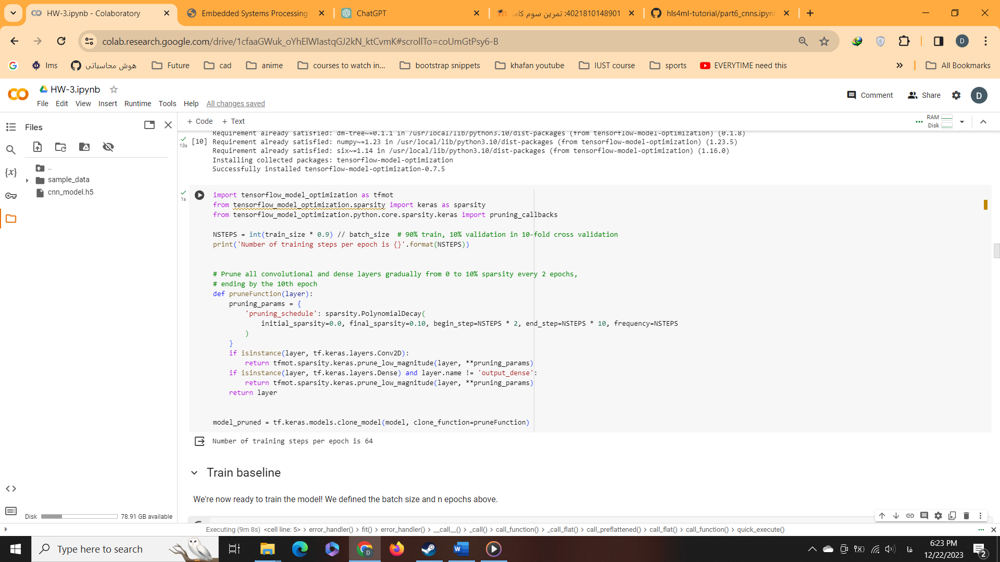 HW-3.ipynb - Colaboratory
Embedded Systems Processing
ChatGPT
4021810148901: تمرین سوم کامپ
hls4ml-tutorial/part6_cnns.ipyn
colab.research.google.com/drive/1cfaaGWuk_oYhElWIastqGJ2kN_ktCvmK#scrollTo=coUmGtPsy6-B
D
lms
هوش محاسباتی
Future
cad
anime
courses to watch in...
bootstrap snippets
khafan youtube
IUST course
sports
EVERYTIME need this
All Bookmarks
HW-3.ipynb
File Edit View Insert Runtime Tools Help All changes saved
Comment
Share
D
Files
+ Code + Text
RAM
Disk
..
sample_data
cnn_model.h5
Requirement already satisfied: dm-tree~=0.1.1 in /usr/local/lib/python3.10/dist-packages (from tensorflow-model-optimization) (0.1.8)
13s
[10] Requirement already satisfied: numpy~=1.23 in /usr/local/lib/python3.10/dist-packages (from tensorflow-model-optimization) (1.23.5)
Requirement already satisfied: six~=1.14 in /usr/local/lib/python3.10/dist-packages (from tensorflow-model-optimization) (1.16.0)
Installing collected packages: tensorflow-model-optimization
Successfully installed tensorflow-model-optimization-0.7.5
1s
import tensorflow_model_optimization as tfmot
from tensorflow_model_optimization.sparsity import keras as sparsity
from tensorflow_model_optimization.python.core.sparsity.keras import pruning_callbacks
NSTEPS = int(train_size * 0.9) // batch_size  # 90% train, 10% validation in 10-fold cross validation
print('Number of training steps per epoch is {}'.format(NSTEPS))
# Prune all convolutional and dense layers gradually from 0 to 10% sparsity every 2 epochs,
# ending by the 10th epoch
def pruneFunction(layer):
pruning_params = {
'pruning_schedule': sparsity.PolynomialDecay(
initial_sparsity=0.0, final_sparsity=0.10, begin_step=NSTEPS * 2, end_step=NSTEPS * 10, frequency=NSTEPS
)
}
if isinstance(layer, tf.keras.layers.Conv2D):
return tfmot.sparsity.keras.prune_low_magnitude(layer, **pruning_params)
if isinstance(layer, tf.keras.layers.Dense) and layer.name != 'output_dense':
return tfmot.sparsity.keras.prune_low_magnitude(layer, **pruning_params)
return layer
model_pruned = tf.keras.models.clone_model(model, clone_function=pruneFunction)
Number of training steps per epoch is 64
Train baseline
We're now ready to train the model! We defined the batch size and n epochs above.
Disk
78.91 GB available
Executing (9m 8s) <cell line: 5> > error_handler() > fit() > error_handler() > __call__() > _call() > call_function() > _call_flat() > call_preflattened() > call_flat() > call_function() > quick_execute()
Type here to search
فا
6:23 PM
12/22/2023
2